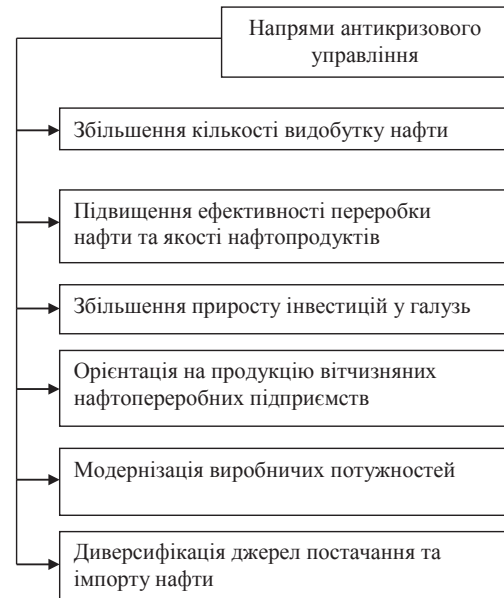 Напрями антикризового
управління
Збільшення кількості видобутку нафти
Підвищення ефективності переробки
нафти та якості нафтопродуктів
Збільшення приросту інвестицій у галузь
Орієнтація на продукцію вітчизняних
нафтопереробних підприємств
Модернізація виробничих потужностей
Диверсифікація джерел постачання та
імпорту нафти